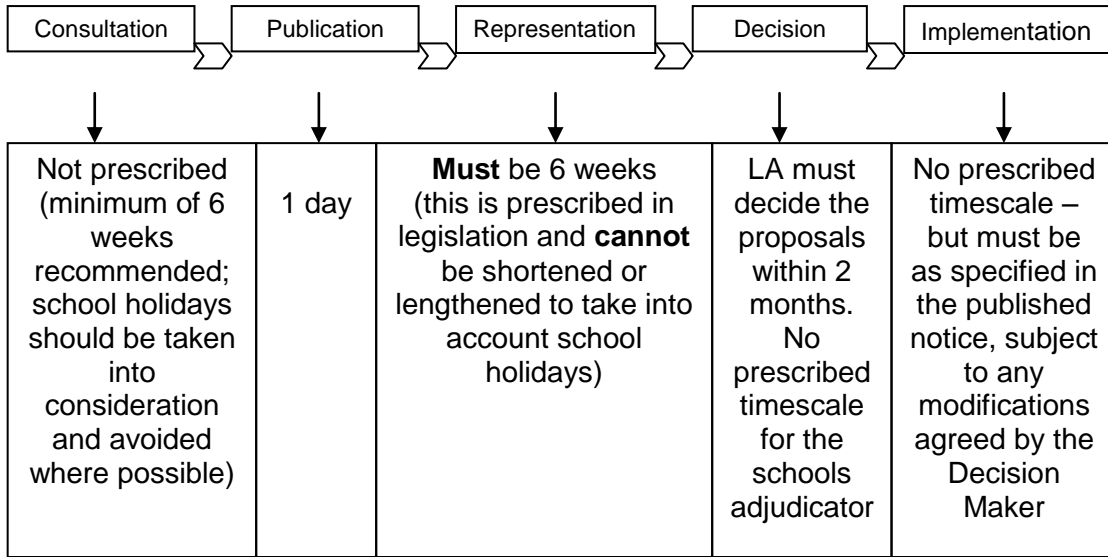 Consultation
Publication
Representation
Decision
Implementation
Not prescribed
(minimum of 6
weeks
recommended;
school holidays
should be taken
into
consideration
and avoided
where possible)
1 day
Must be 6 weeks
(this is prescribed in
legislation and cannot
be shortened or
lengthened to take into
account school
holidays)
LA must
decide the
proposals
within 2
months.
No
prescribed
timescale
for the
schools
adjudicator
No prescribed
timescale –
but must be
as specified in
the published
notice, subject
to any
modifications
agreed by the
Decision
Maker